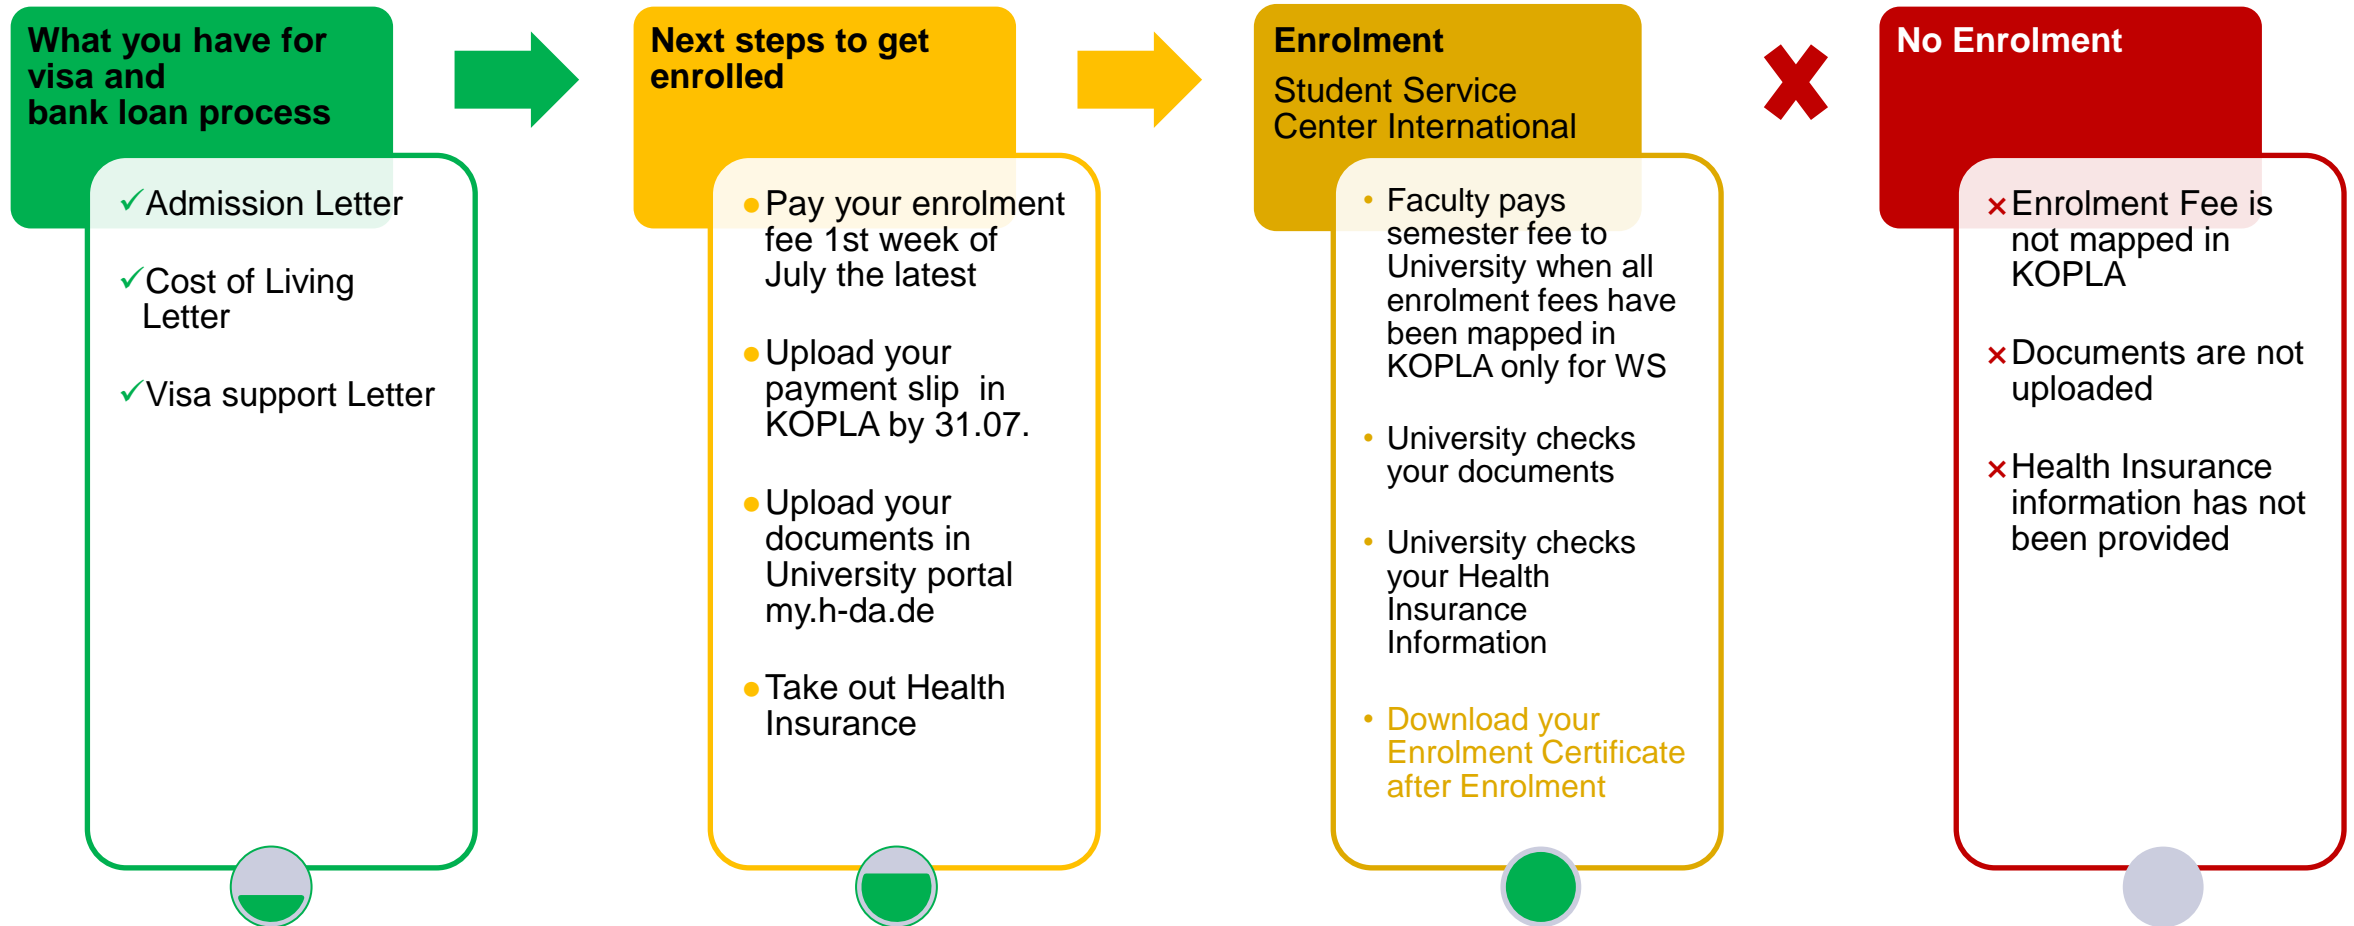 What you have for
visa and
bank loan process
✓Admission Letter
✓Cost of Living
Letter
✓Visa support Letter
Next steps to get
enrolled
●Pay your enrolment
fee 1st week of
July the latest
●Upload your
payment slip in
KOPLA by 31.07.
●Upload your
documents in
University portal
my.h-da.de
●Take out Health
Insurance
Enrolment
Student Service
Center International
• Faculty pays
semester fee to
University when all
enrolment fees have
been mapped in
KOPLA only for WS
• University checks
your documents
• University checks
your Health
Insurance
Information
• Download your
Enrolment Certificate
after Enrolment
No Enrolment
×Enrolment Fee is
not mapped in
KOPLA
×Documents are not
uploaded
×Health Insurance
information has not
been provided